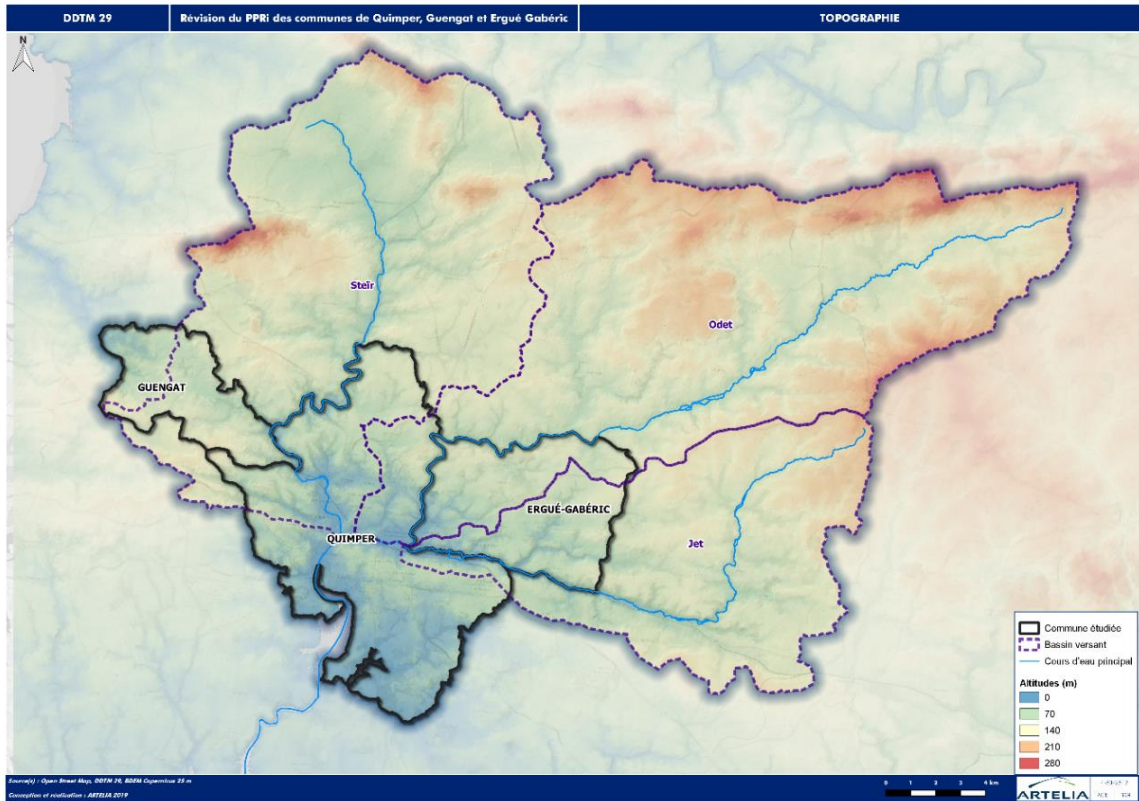 DDTM 29
Révision du PPRi des communes de Quimper, Guengat et Ergué Gabéric
TOPOGRAPHIE
N
Steïr
Odet
GUENGAT
ERGUÉ-GABÉRIC
QUIMPER
Jet
Commune étudiée
Bassin versant
Cours d'eau principal
Altitudes (m)
0
70
140
210
280
Source(s) : Open Street Map, DDTM 29, BDEM Copernicus 25 m
Conception et réalisation : ARTELIA 2019
0 1 2 3 4 km
ARTELIA